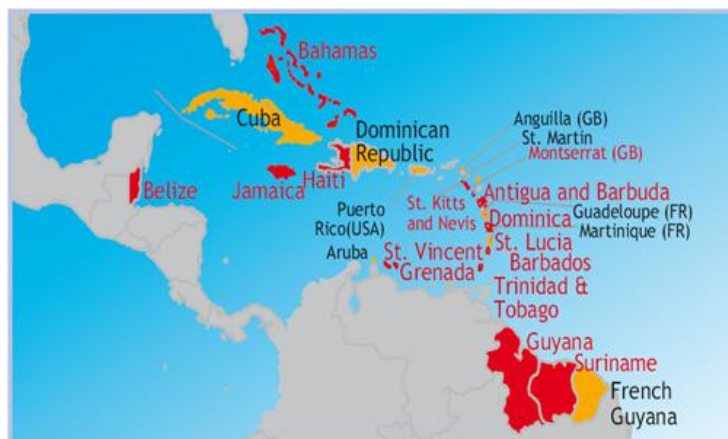 Bahamas
Cuba
Dominican
Republic
Anguilla (GB)
St. Martin
Montserrat (GB)
Belize
Jamaica
Haiti
Puerto
Rico(USA)
St. Kitts
and Nevis
Antigua and Barbuda
Guadeloupe (FR)
Dominica
Martinique (FR)
Aruba
St. Vincent
Grenada
St. Lucia
Barbados
Trinidad &
Tobago
Guyana
Suriname
French
Guyana